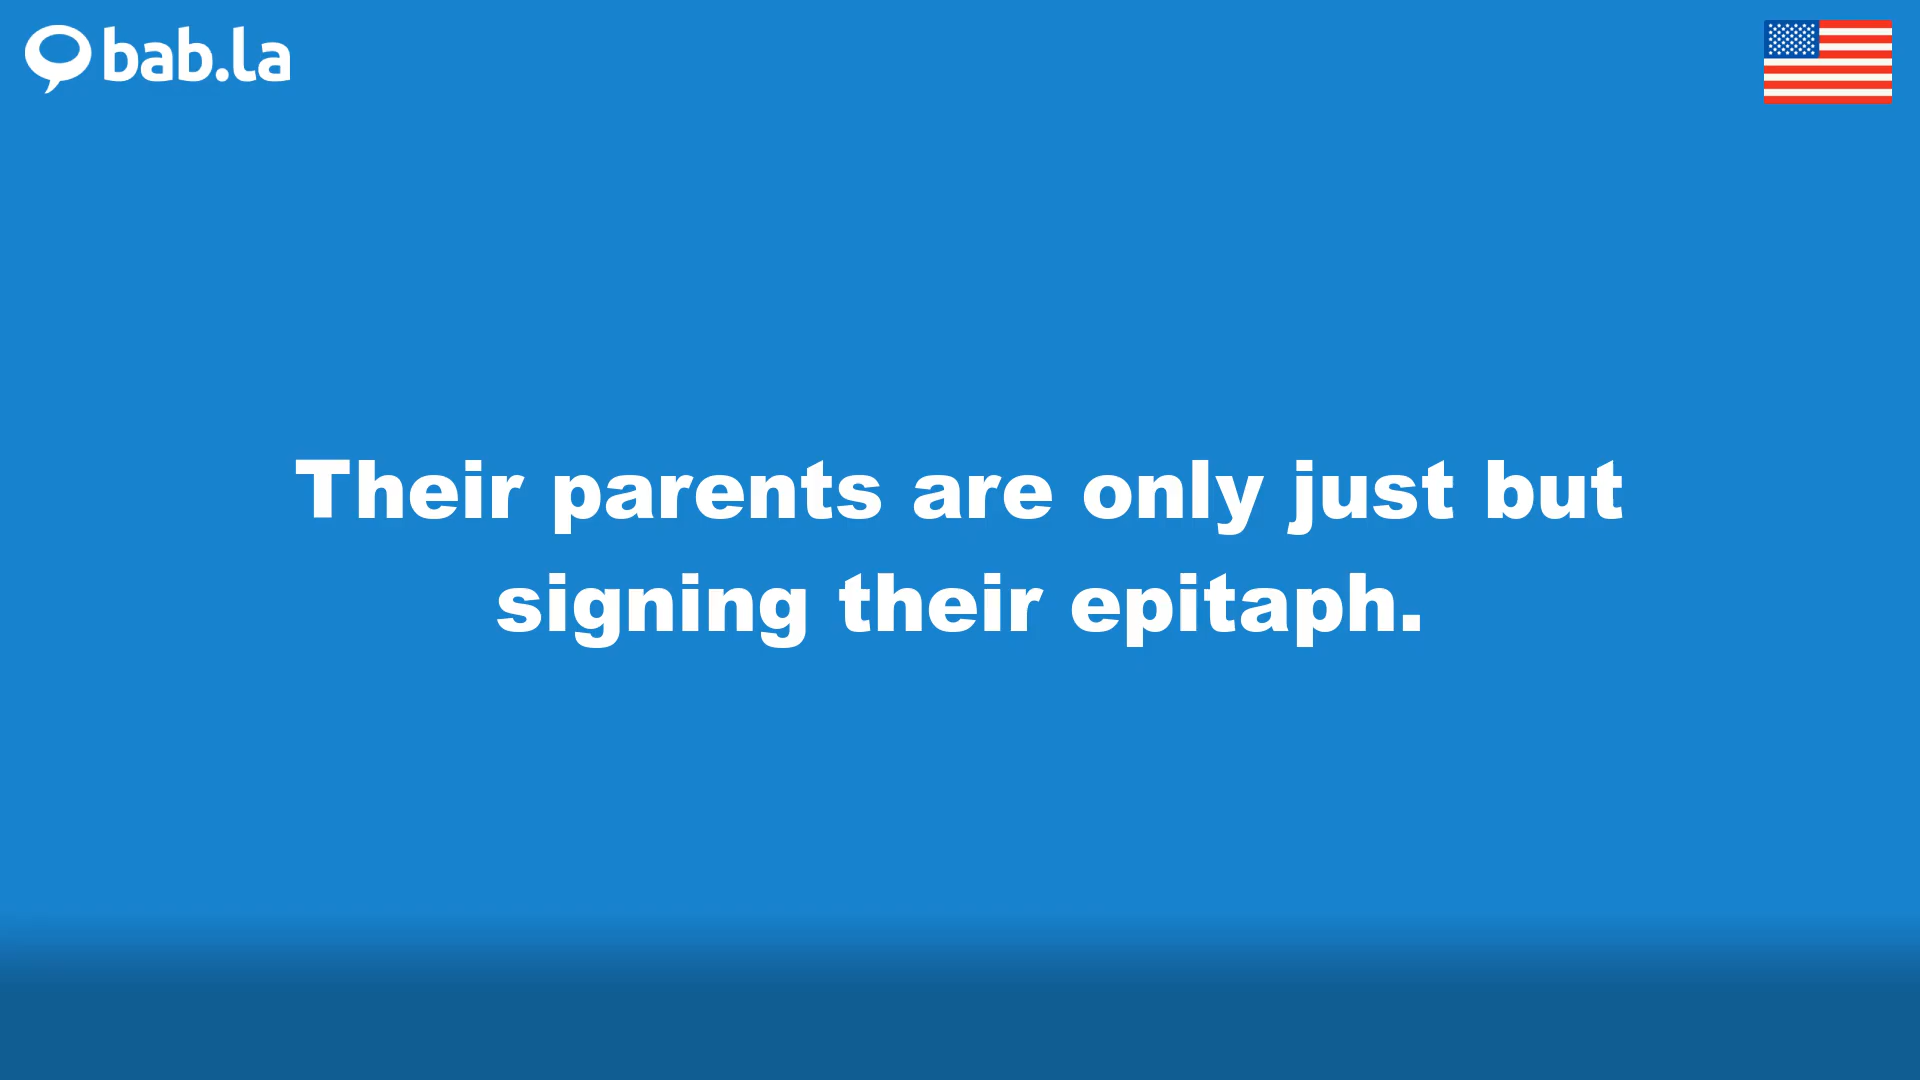 bab.la
Their parents are only just but
signing their epitaph.